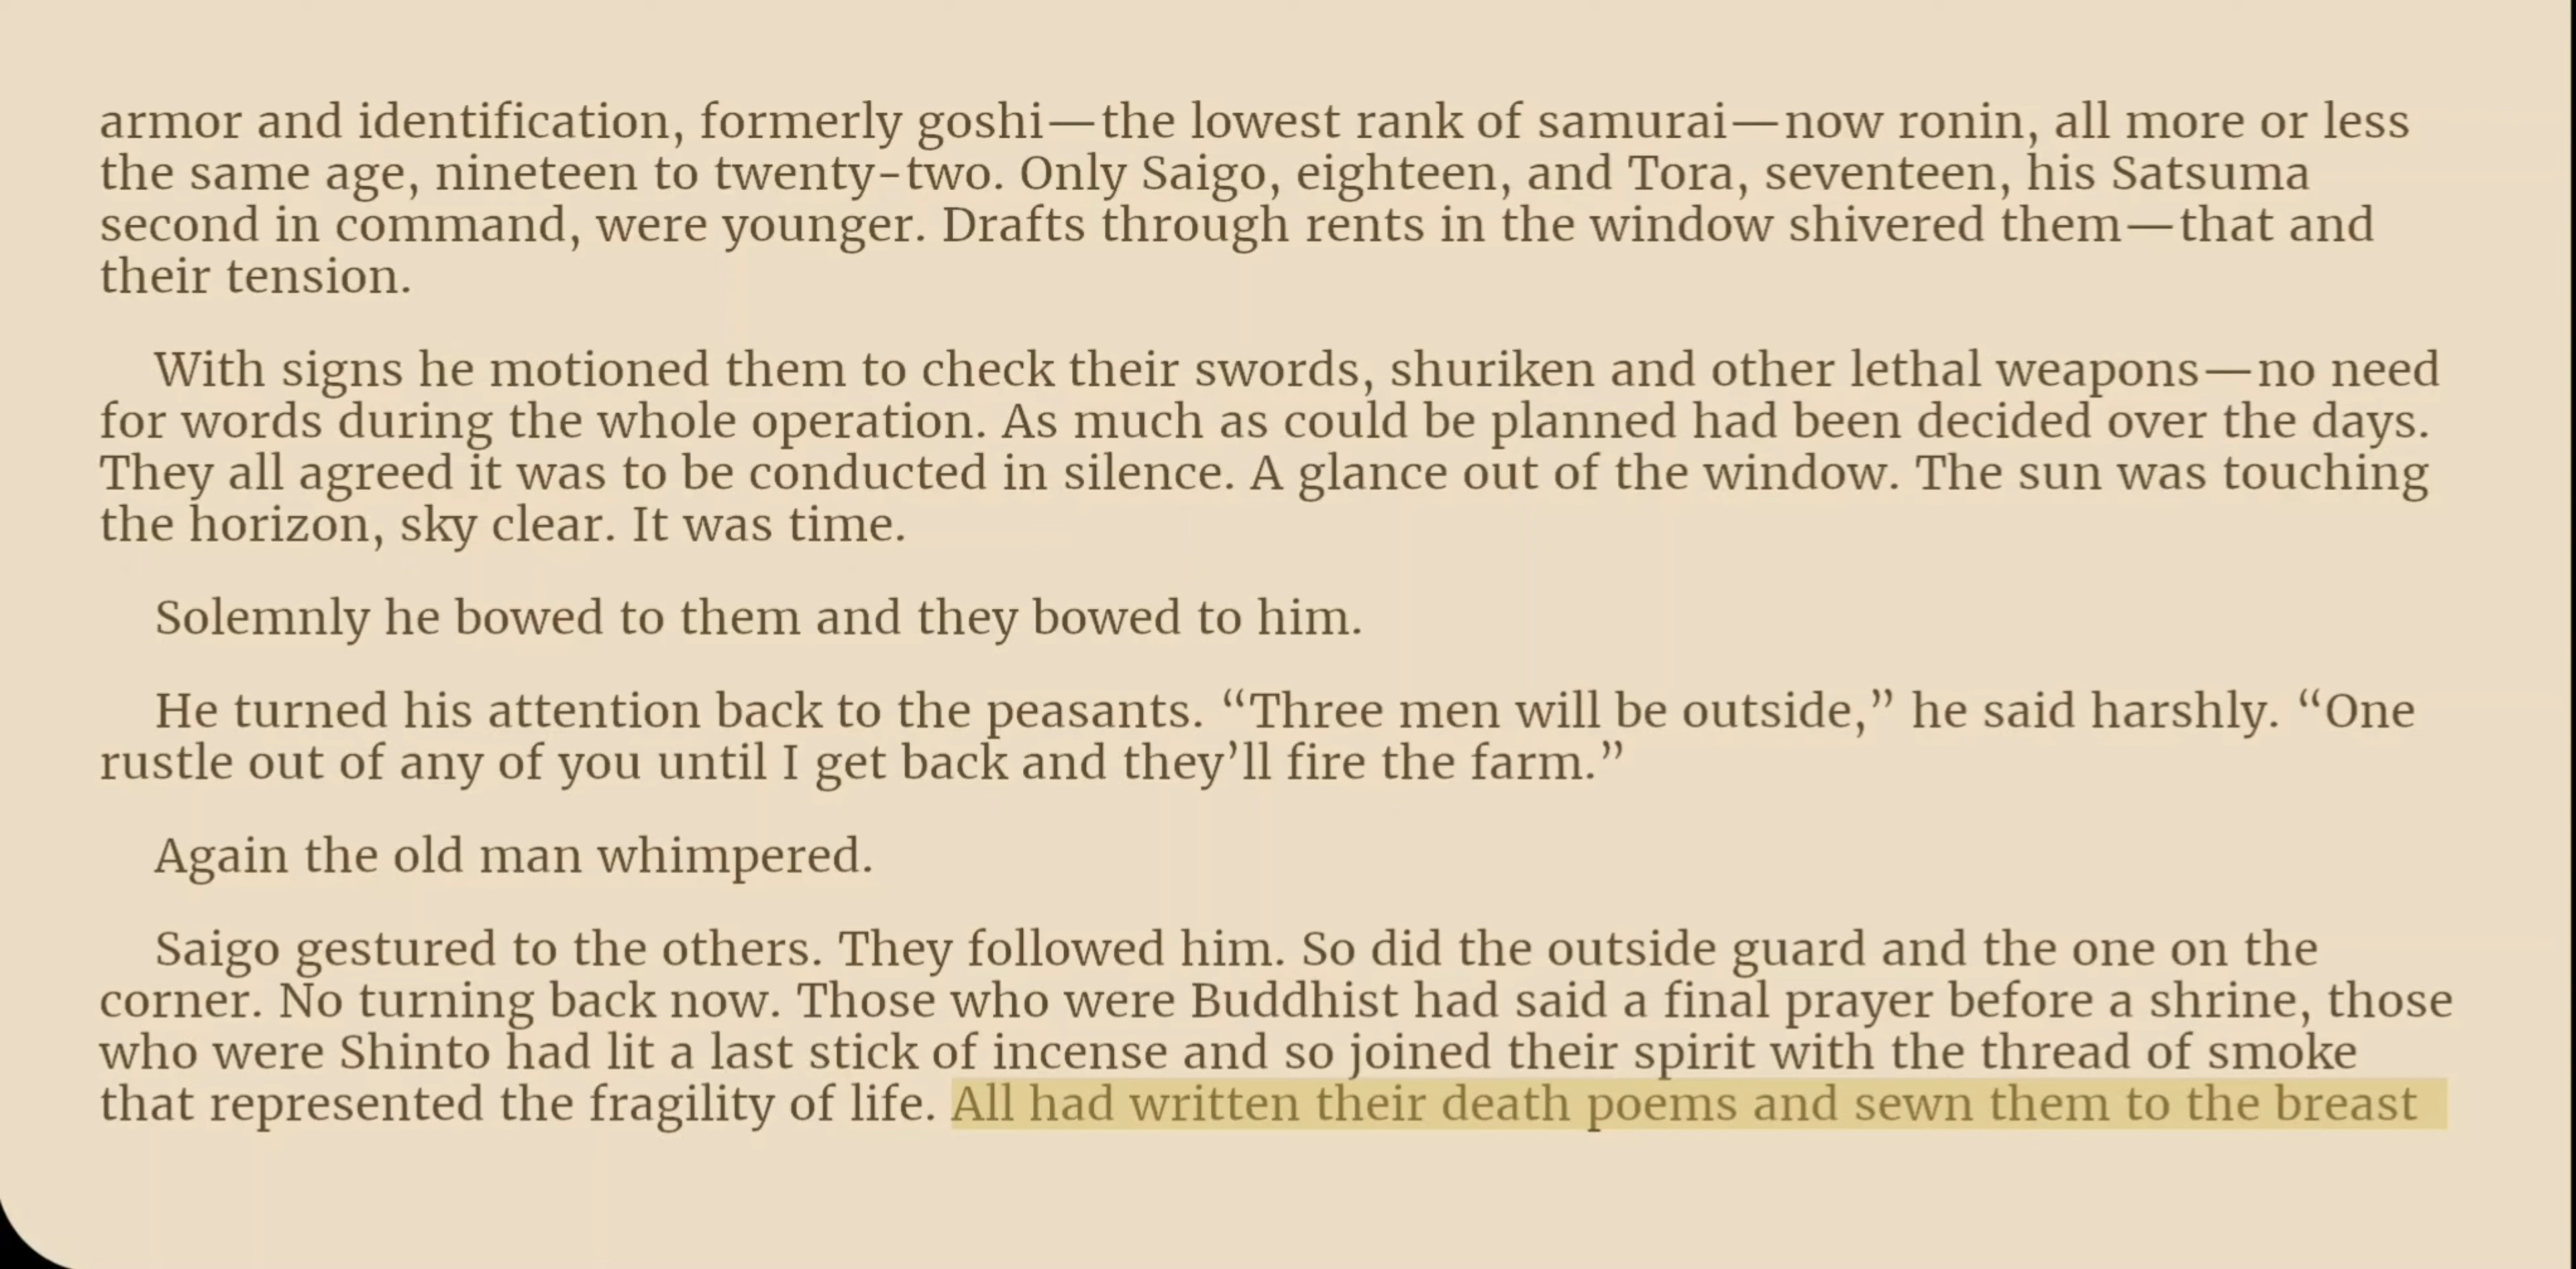 armor and identification, formerly goshi—the lowest rank of samurai—now ronin, all more or less
the same age, nineteen to twenty-two. Only Saigo, eighteen, and Tora, seventeen, his Satsuma
second in command, were younger. Drafts through rents in the window shivered them—that and
their tension.
With signs he motioned them to check their swords, shuriken and other lethal weapons—no need
for words during the whole operation. As much as could be planned had been decided over the days.
They all agreed it was to be conducted in silence. A glance out of the window. The sun was touching
the horizon, sky clear. It was time.
Solemnly he bowed to them and they bowed to him.
He turned his attention back to the peasants. “Three men will be outside,” he said harshly. “One
rustle out of any of you until I get back and they’ll fire the farm.”
Again the old man whimpered.
Saigo gestured to the others. They followed him. So did the outside guard and the one on the
corner. No turning back now. Those who were Buddhist had said a final prayer before a shrine, those
who were Shinto had lit a last stick of incense and so joined their spirit with the thread of smoke
that represented the fragility of life. All had written their death poems and sewn them to the breast